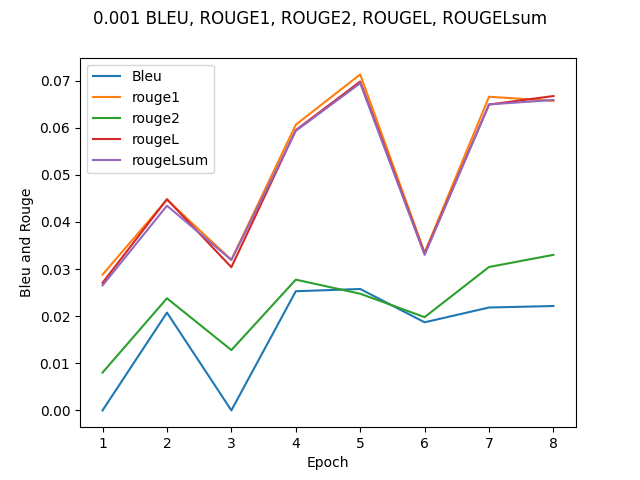 0.001 BLEU, ROUGE1, ROUGE2, ROUGEL, ROUGELsum
Bleu
rouge1
rouge2
rougeL
rougeLsum
0.07
0.06
0.05
0.04
0.03
0.02
0.01
0.00
Bleu and Rouge
1 2 3 4 5 6 7 8
Epoch